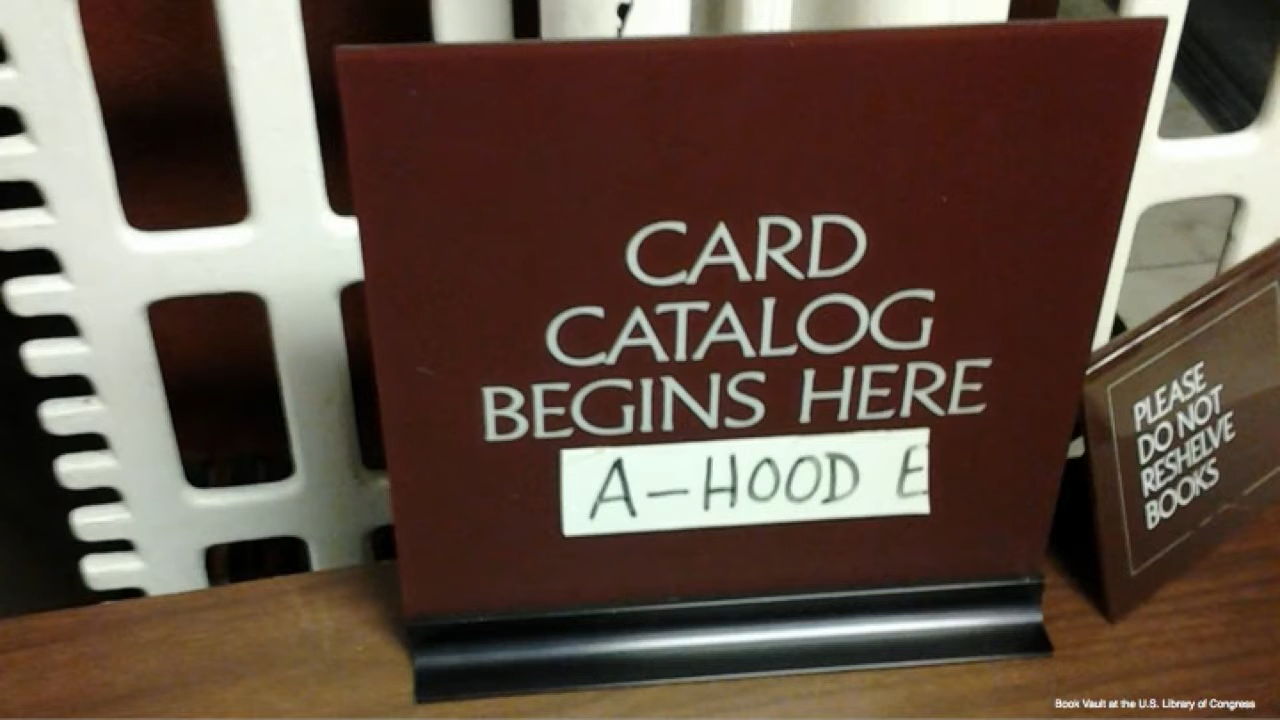 CARD
CATALOG
BEGINS HERE
A-HOOD E
PLEASE
DO NOT
RESHELVE
BOOKS
Book Vault at the U.S. Library of Congress